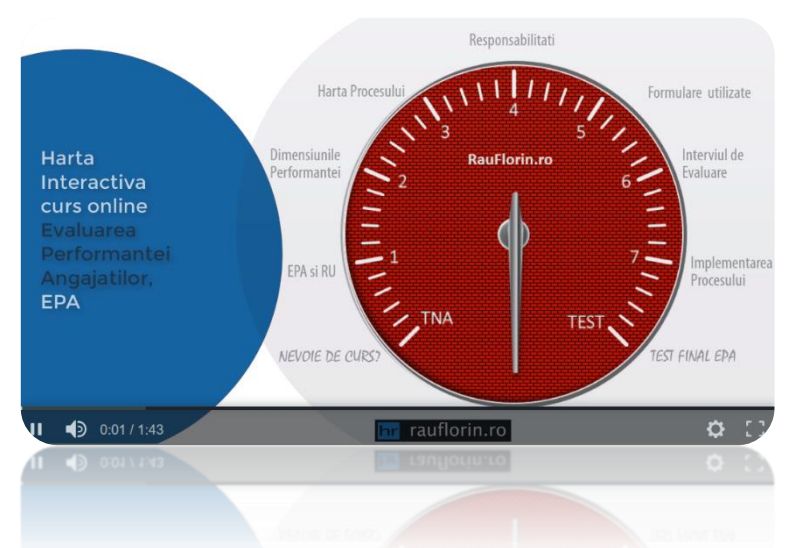 Harta
Interactiva
curs online
Evaluarea
Performantei
Angajatilor,
EPA
Responsabilitati
Harta Procesului
Formulare utilizate
Dimensiunile
Performantei
Interviul de
Evaluare
EPA si RU
Implementarea
Procesului
NEVOIE DE CURS?
TEST FINAL EPA
RauFlorin.ro
TNA
1
2
3
4
5
6
7
TEST
0:01 / 1:43
hr rauflorin.ro